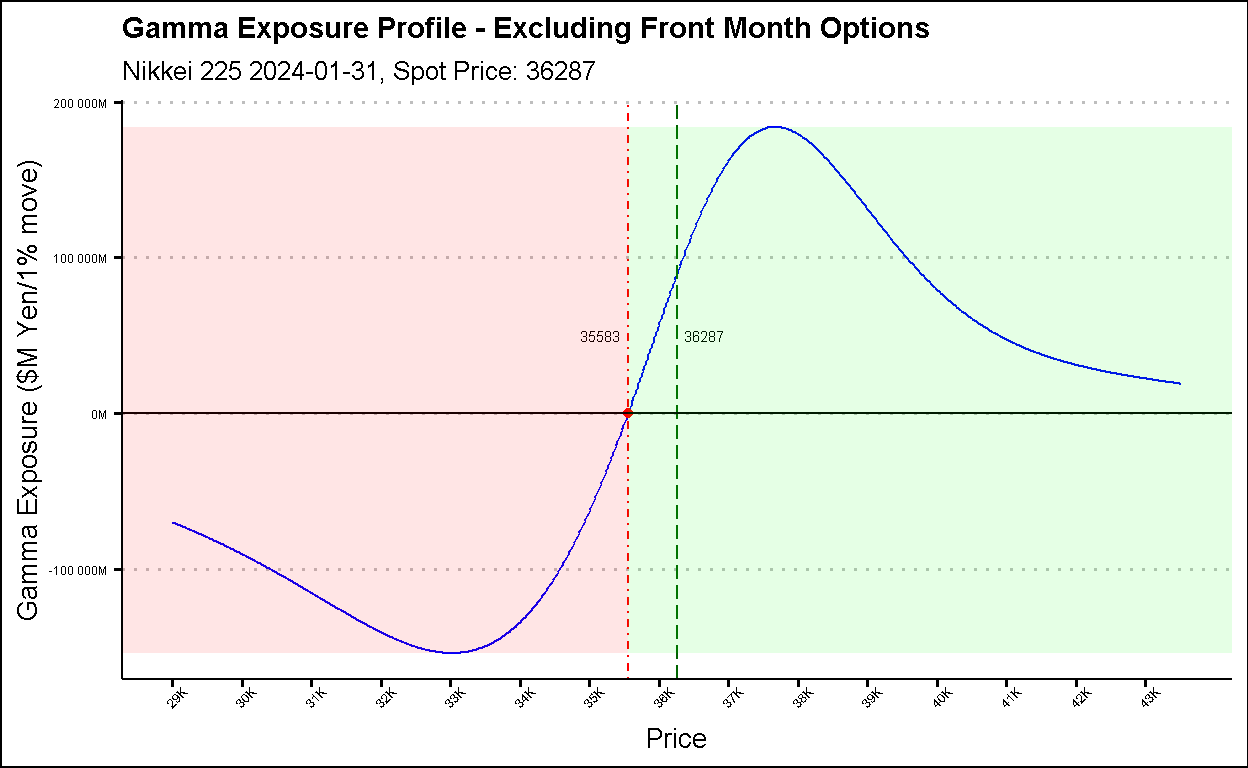 Gamma Exposure Profile - Excluding Front Month Options
Nikkei 225 2024-01-31, Spot Price: 36287
Gamma Exposure ($M Yen/1% move)
200 000M
100 000M
0M
-100 000M
35583
36287
29K
30K
31K
32K
33K
34K
35K
36K
37K
38K
39K
40K
41K
42K
43K
Price